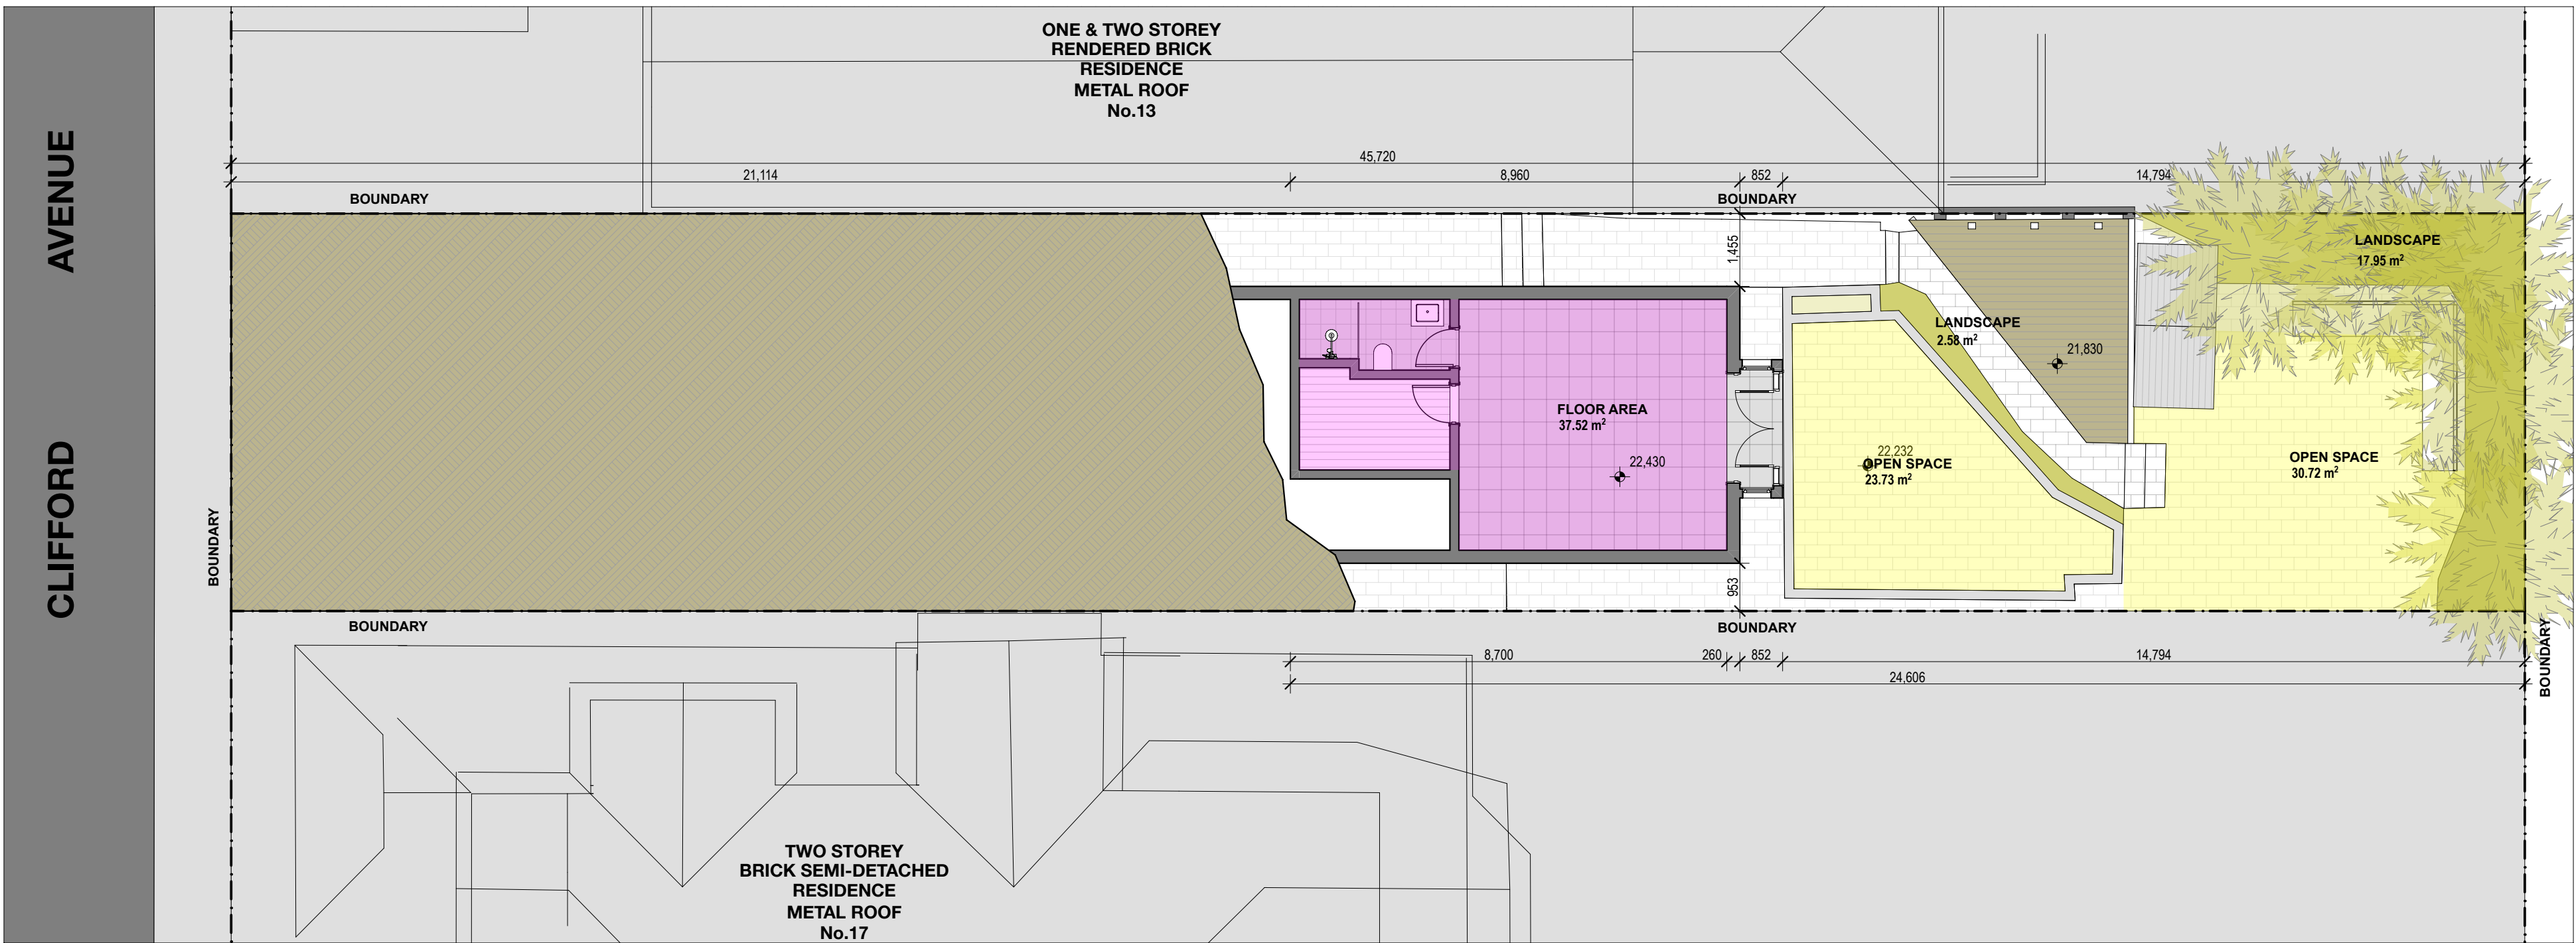 ONE & TWO STOREY
RENDERED BRICK
RESIDENCE
METAL ROOF
No.13
AVENUE
CLIFFORD
45,720
21,114
8,960
852
14,794
BOUNDARY
BOUNDARY
1,455
LANDSCAPE
17.95 m²
LANDSCAPE
2.58 m²
21,830
FLOOR AREA
37.52 m²
22,430
22,232
OPEN SPACE
23.73 m²
OPEN SPACE
30.72 m²
BOUNDARY
953
BOUNDARY
BOUNDARY
BOUNDARY
8,700
260
852
14,794
24,606
TWO STOREY
BRICK SEMI-DETACHED
RESIDENCE
METAL ROOF
No.17